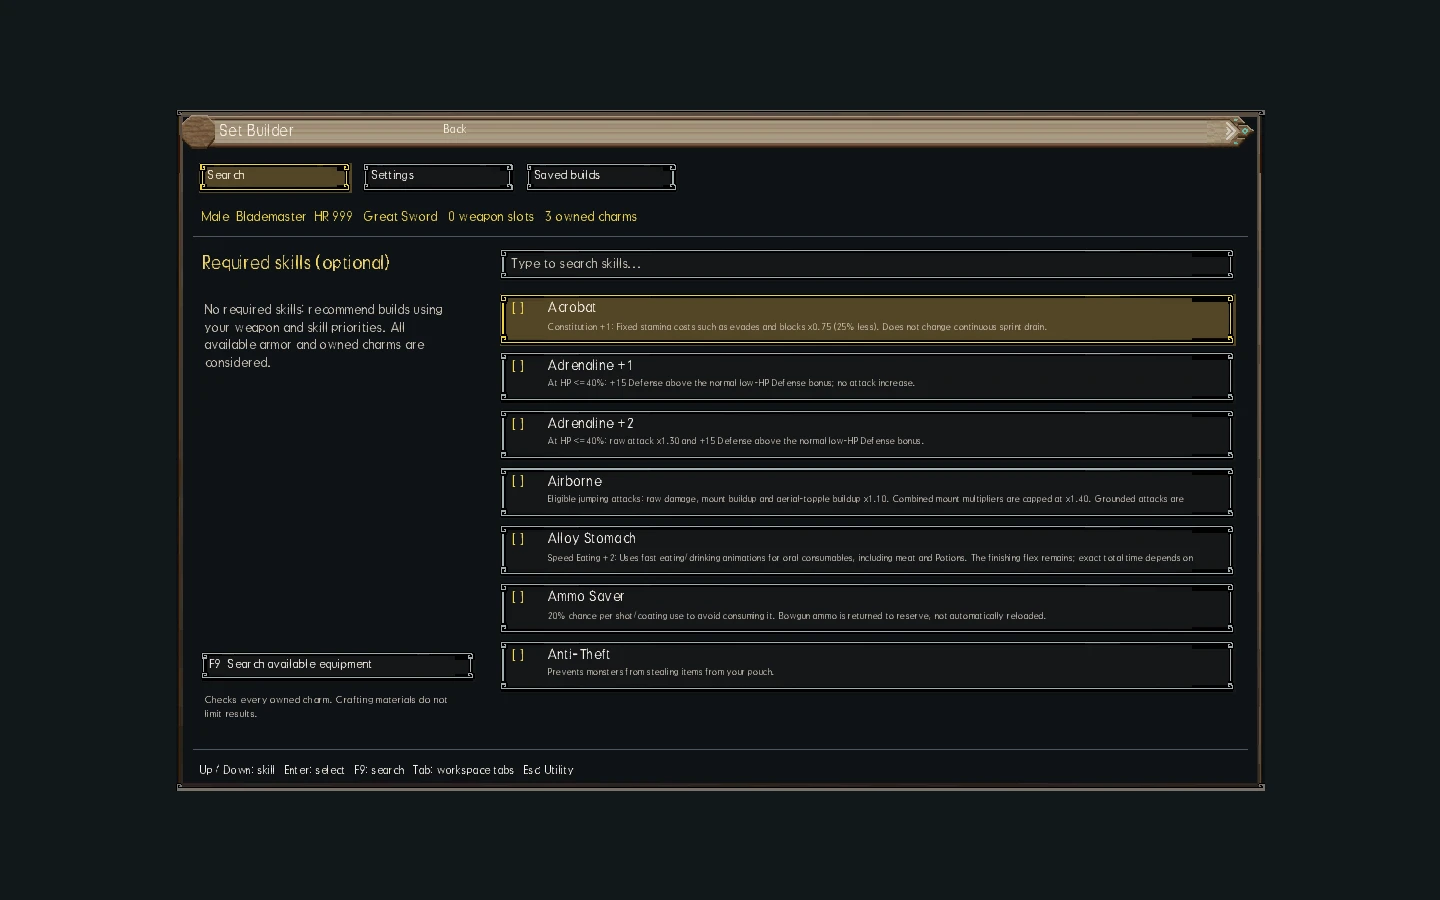 Set Builder
Back
Search
Settings
Saved builds
Male Blademaster HR 999 Great Sword 0 weapon slots 3 owned charms
Required skills (optional)
Type to search skills...
No required skills: recommend builds using
your weapon and skill priorities. All
available armor and owned charms are
considered.
[ ] Acrobat
Constitution +1: Fixed stamina costs such as evades and blocks x0.75 (25% less). Does not change continuous sprint drain.
[ ] Adrenaline +1
At HP <= 40%: +15 Defense above the normal low-HP Defense bonus; no attack increase.
[ ] Adrenaline +2
At HP <= 40%: raw attack x1.30 and +15 Defense above the normal low-HP Defense bonus.
[ ] Airborne
Eligible jumping attacks: raw damage, mount buildup and aerial-topple buildup x1.10. Combined mount multipliers are capped at x1.40. Grounded attacks are
[ ] Alloy Stomach
Speed Eating +2: Uses fast eating/drinking animations for oral consumables, including meat and Potions. The finishing flex remains; exact total time depends on
[ ] Ammo Saver
20% chance per shot/coating use to avoid consuming it. Bowgun ammo is returned to reserve, not automatically reloaded.
[ ] Anti-Theft
Prevents monsters from stealing items from your pouch.
F9 Search available equipment
Checks every owned charm. Crafting materials do not
limit results.
Up / Down: skill Enter: select F9: search Tab: workspace tabs Esc: Utility